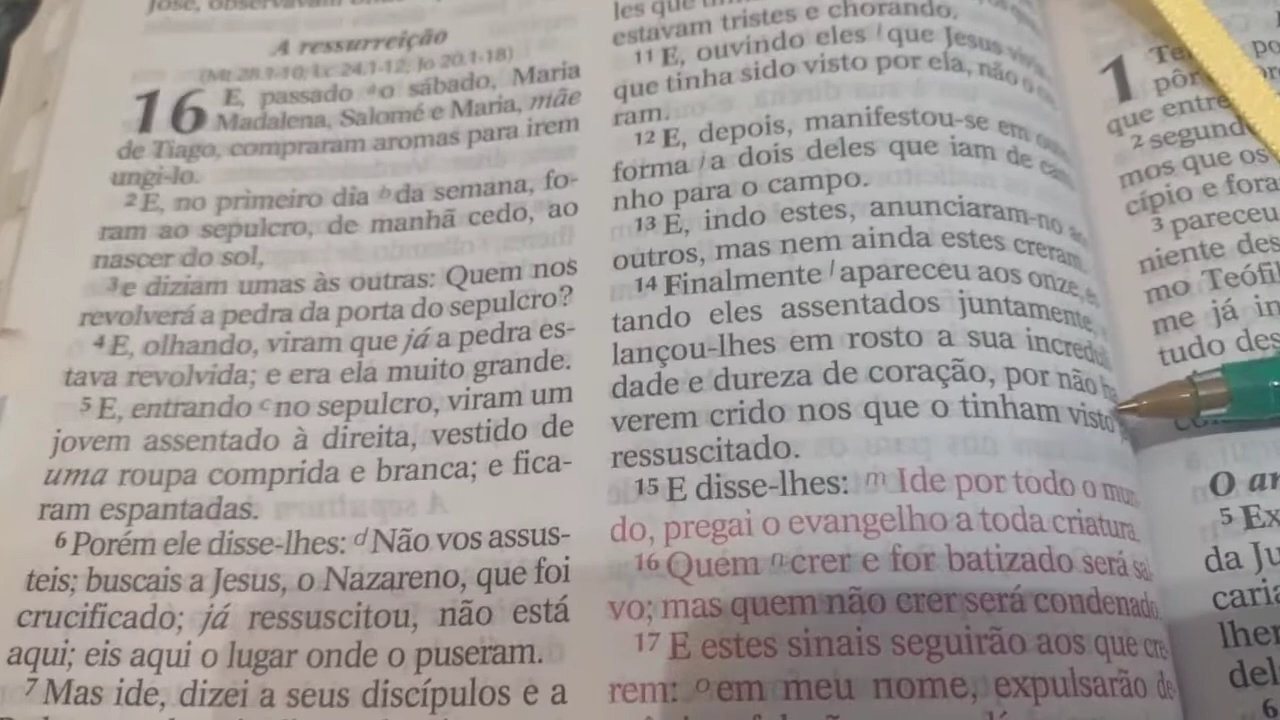 José, observavam
A ressurreição
(Mt 28.1-10; Lc 24.1-12; Jo 20.1-18)
16 E, passado a o sábado, Maria
Madalena, Salomé e Maria, mãe
de Tiago, compraram aromas para irem
ungi-lo.
2 E, no primeiro dia b da semana, fo-
ram ao sepulcro, de manhã cedo, ao
nascer do sol,
3 e diziam umas às outras: Quem nos
revolverá a pedra da porta do sepulcro?
4 E, olhando, viram que já a pedra es-
tava revolvida; e era ela muito grande.
5 E, entrando c no sepulcro, viram um
jovem assentado à direita, vestido de
uma roupa comprida e branca; e fica-
ram espantadas.
6 Porém ele disse-lhes: d Não vos assus-
teis; buscais a Jesus, o Nazareno, que foi
crucificado; já ressuscitou, não está
aqui; eis aqui o lugar onde o puseram.
7 Mas ide, dizei a seus discípulos e a
les que
estavam tristes e chorando.
11 E, ouvindo eles i que Jesus
que tinha sido visto por ela, não o
ram.
12 E, depois, manifestou-se em
forma j a dois deles que iam de
nho para o campo.
13 E, indo estes, anunciaram-no
outros, mas nem ainda estes creram.
14 Finalmente l apareceu aos onze,
tando eles assentados juntamente,
lançou-lhes em rosto a sua incredu
dade e dureza de coração, por não
verem crido nos que o tinham visto
ressuscitado.
15 E disse-lhes: m Ide por todo o mun
do, pregai o evangelho a toda criatura.
16 Quem n crer e for batizado será sal
vo; mas quem não crer será condenado.
17 E estes sinais seguirão aos que cre
rem: o em meu nome, expulsarão de
1
pôr
que entre
2 segund
mos que os
cípio e fora
3 pareceu
niente des
mo Teófil
me já in
tudo des
O an
5 Ex
da Ju
caria
lher
del
6